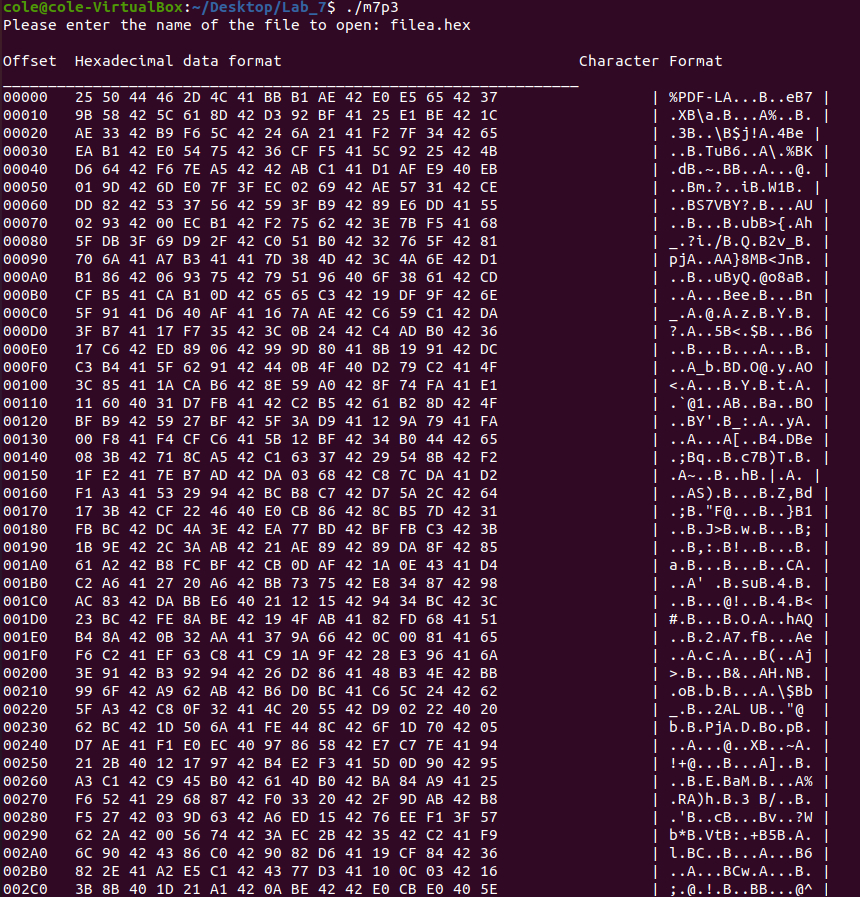 cole@cole-VirtualBox:~/Desktop/Lab_7$ ./m7p3
Please enter the name of the file to open: filea.hex
Offset  Hexadecimal data format                                 Character Format
________________________________________________________________
00000   25 50 44 46 2D 4C 41 BB B1 AE 42 E0 E5 65 42 37                 | %PDF-LA...B..eB7 |
00010   9B 58 42 5C 61 8D 42 D3 92 BF 41 25 E1 BE 42 1C                 | .XB\a.B...A%..B. |
00020   AE 33 42 B9 F6 5C 42 24 6A 21 41 F2 7F 34 42 65                 | .3B..\B$j!A.4Be |
00030   EA B1 42 E0 54 75 42 36 CF F5 41 5C 92 25 42 4B                 | ..B.TuB6..A\.%BK |
00040   D6 64 42 F6 7E A5 42 42 AB C1 41 D1 AF E9 40 EB                 | .dB.~.BB..A...@. |
00050   01 9D 42 6D E0 7F 3F EC 02 69 42 AE 57 31 42 CE                 | ..Bm.?..iB.W1B. |
00060   DD 82 42 53 37 56 42 59 3F B9 42 89 E6 DD 41 55                 | ..BS7VBY?.B...AU |
00070   02 93 42 00 EC B1 42 F2 75 62 42 3E 7B F5 41 68                 | ..B...B.ubB>{.Ah |
00080   5F DB 3F 69 D9 2F 42 C0 51 B0 42 32 76 5F 42 81                 | _.?i./B.Q.B2v_B. |
00090   70 6A 41 A7 B3 41 41 7D 38 4D 42 3C 4A 6E 42 D1                 | pjA..AA}8MB<JnB. |
000A0   B1 86 42 06 93 75 42 79 51 96 40 6F 38 61 42 CD                 | ..B..uByQ.@o8aB. |
000B0   CF B5 41 CA B1 0D 42 65 65 C3 42 19 DF 9F 42 6E                 | ..A...Bee.B...Bn |
000C0   5F 91 41 D6 40 AF 41 16 7A AE 42 C6 59 C1 42 DA                 | _.A.@.A.z.B.Y.B. |
000D0   3F B7 41 17 F7 35 42 3C 0B 24 42 C4 AD B0 42 36                 | ?.A..5B<.$B...B6 |
000E0   17 C6 42 ED 89 06 42 99 9D 80 41 8B 19 91 42 DC                 | ..B...B...A...B. |
000F0   C3 B4 41 5F 62 91 42 44 0B 4F 40 D2 79 C2 41 4F                 | ..A_b.BD.O@.y.AO |
00100   3C 85 41 1A CA B6 42 8E 59 A0 42 8F 74 FA 41 E1                 | <.A...B.Y.B.t.A. |
00110   11 60 40 31 D7 FB 41 42 C2 B5 42 61 B2 8D 42 4F                 | .`@1..AB..Ba..BO |
00120   BF B9 42 59 27 BF 42 5F 3A D9 41 12 9A 79 41 FA                 | ..BY'.B_:.A..yA. |
00130   00 F8 41 F4 CF C6 41 5B 12 BF 42 34 B0 44 42 65                 | ..A...A[..B4.DBe |
00140   08 3B 42 71 8C A5 42 C1 63 37 42 29 54 8B 42 F2                 | .;Bq..B.c7B)T.B. |
00150   1F E2 41 7E B7 AD 42 DA 03 68 42 C8 7C DA 41 D2                 | .A~..B..hB.|.A. |
00160   F1 A3 41 53 29 94 42 BC B8 C7 42 D7 5A 2C 42 64                 | ..AS).B...B.Z,Bd |
00170   17 3B 42 CF 22 46 40 E0 CB 86 42 8C B5 7D 42 31                 | .;B."F@...B..}B1 |
00180   FB BC 42 DC 4A 3E 42 EA 77 BD 42 BF FB C3 42 3B                 | ..B.J>B.w.B...B; |
00190   1B 9E 42 2C 3A AB 42 21 AE 89 42 89 DA 8F 42 85                 | ..B,:.B!..B...B. |
001A0   61 A2 42 B8 FC BF 42 CB 0D AF 42 1A 0E 43 41 D4                 | a.B...B...B..CA. |
001B0   C2 A6 41 27 20 A6 42 BB 73 75 42 E8 34 87 42 98                 | ..A' .B.suB.4.B. |
001C0   AC 83 42 DA BB E6 40 21 12 15 42 94 34 BC 42 3C                 | ..B...@!..B.4.B< |
001D0   23 BC 42 FE 8A BE 42 19 4F AB 41 82 FD 68 41 51                 | #.B...B.O.A..hAQ |
001E0   B4 8A 42 0B 32 AA 41 37 9A 66 42 0C 00 81 41 65                 | ..B.2.A7.fB...Ae |
001F0   F6 C2 41 EF 63 C8 41 C9 1A 9F 42 28 E3 96 41 6A                 | ..A.c.A...B(..Aj |
00200   3E 91 42 B3 92 94 42 26 D2 86 41 48 B3 4E 42 BB                 | >.B...B&..AH.NB. |
00210   99 6F 42 A9 62 AB 42 B6 D0 BC 41 C6 5C 24 42 62                 | .oB.b.B...A.\$Bb |
00220   5F A3 42 C8 0F 32 41 4C 20 55 42 D9 02 22 40 20                 | _.B..2AL UB.."@  |
00230   62 BC 42 1D 50 6A 41 FE 44 8C 42 6F 1D 70 42 05                 | b.B.PjA.D.Bo.pB. |
00240   D7 AE 41 F1 E0 EC 40 97 86 58 42 E7 C7 7E 41 94                 | ..A...@..XB..~A. |
00250   21 2B 40 12 17 97 42 B4 E2 F3 41 5D 0D 90 42 95                 | !+@...B...A]..B. |
00260   A3 C1 42 C9 45 B0 42 61 4D B0 42 BA 84 A9 41 25                 | ..B.E.BaM.B...A% |
00270   F6 52 41 29 68 87 42 F0 33 20 42 2F 9D AB 42 B8                 | .RA)h.B.3 B/..B. |
00280   F5 27 42 03 9D 63 42 A6 ED 15 42 76 EE F1 3F 57                 | .'B..cB...Bv..?W |
00290   62 2A 42 00 56 74 42 3A EC 2B 42 35 42 C2 41 F9                 | b*B.VtB:.+B5B.A. |
002A0   6C 90 42 43 86 C0 42 90 82 D6 41 19 CF 84 42 36                 | l.BC..B...A...B6 |
002B0   82 2E 41 A2 E5 C1 42 43 77 D3 41 10 0C 03 42 16                 | ..A...BCw.A...B. |
002C0   3B 8B 40 1D 21 A1 42 0A BE 42 42 E0 CB E0 40 5E                 | ;.@.!.B..BB...@^ |